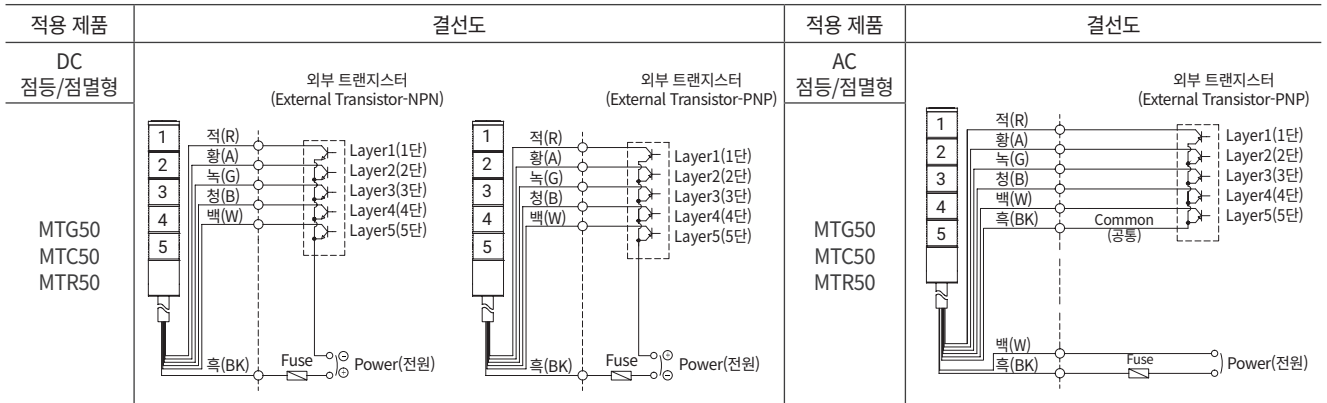 적용 제품
결선도
적용 제품
결선도
DC
점등/점멸형
MTG50
MTC50
MTR50
외부 트랜지스터
(External Transistor-NPN)
1
2
3
4
5
적(R)
황(A)
녹(G)
청(B)
백(W)
Layer1(1단)
Layer2(2단)
Layer3(3단)
Layer4(4단)
Layer5(5단)
흑(BK)
Fuse
⊖
⊕
Power(전원)
외부 트랜지스터
(External Transistor-PNP)
1
2
3
4
5
적(R)
황(A)
녹(G)
청(B)
백(W)
Layer1(1단)
Layer2(2단)
Layer3(3단)
Layer4(4단)
Layer5(5단)
흑(BK)
Fuse
⊕
⊖
Power(전원)
AC
점등/점멸형
MTG50
MTC50
MTR50
외부 트랜지스터
(External Transistor-PNP)
1
2
3
4
5
적(R)
황(A)
녹(G)
청(B)
백(W)
흑(BK)
Common
(공통)
Layer1(1단)
Layer2(2단)
Layer3(3단)
Layer4(4단)
Layer5(5단)
백(W)
흑(BK)
Fuse
Power(전원)